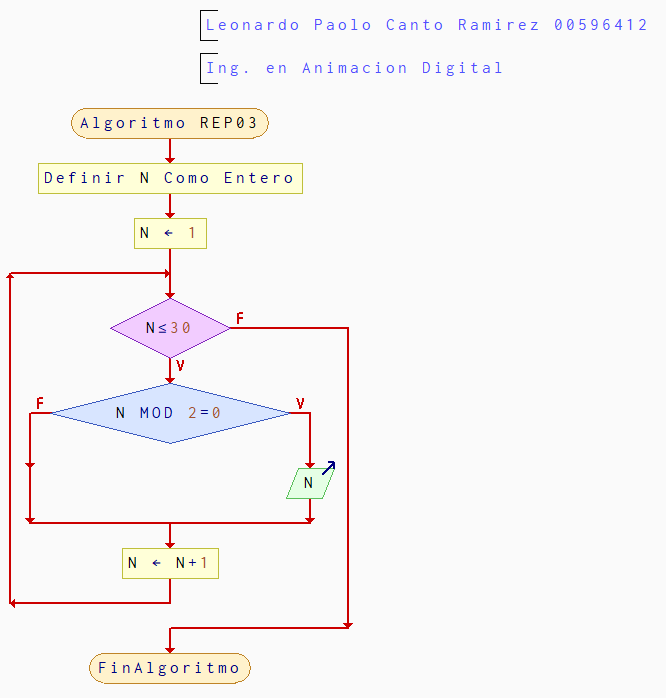 Leonardo Paolo Canto Ramirez 00596412
Ing. en Animacion Digital
Algoritmo REP03
Definir N Como Entero
N ← 1
N≤30
F
V
N MOD 2=0
F
V
N
N ← N+1
FinAlgoritmo